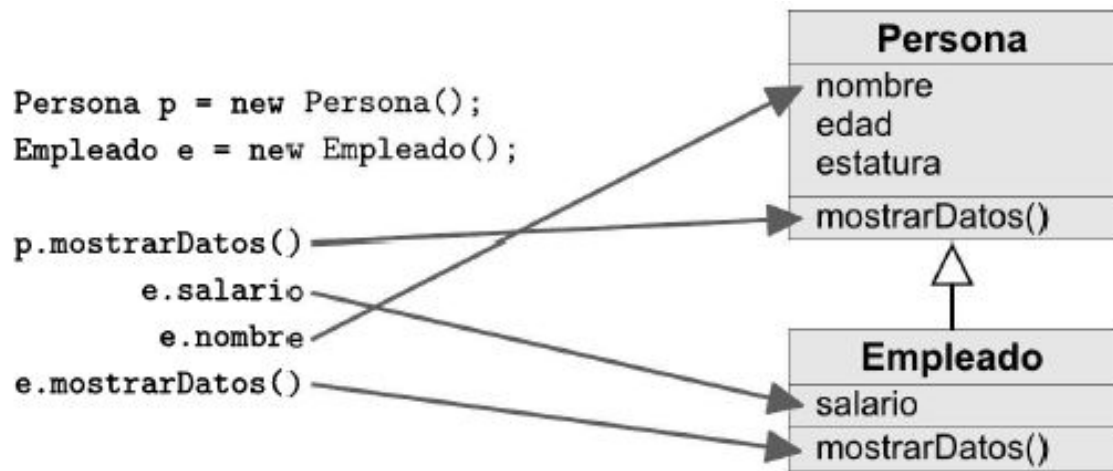 Persona p = new Persona();
Empleado e = new Empleado();
p.mostrarDatos()
e.salario
e.nombre
e.mostrarDatos()
Persona
nombre
edad
estatura
mostrarDatos()
Empleado
salario
mostrarDatos()